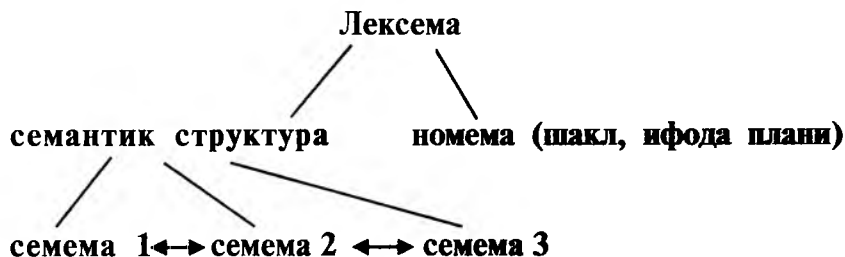 Лексема
семантик структура номема (шакл, ифода плани)
семема 1↔семема 2 ↔ семема 3